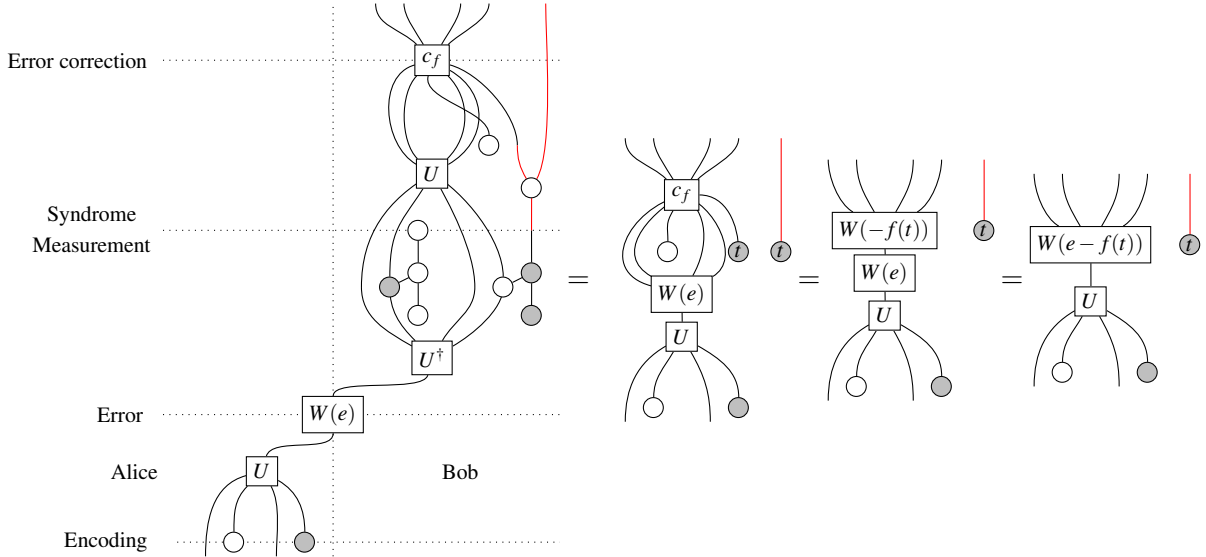 Error correction
c_f
U
Syndrome
Measurement
U†
Error
W(e)
Alice
U
Bob
Encoding
=
c_f
t
t
W(e)
U
=
W(−f(t))
t
W(e)
U
=
W(e−f(t))
t
U